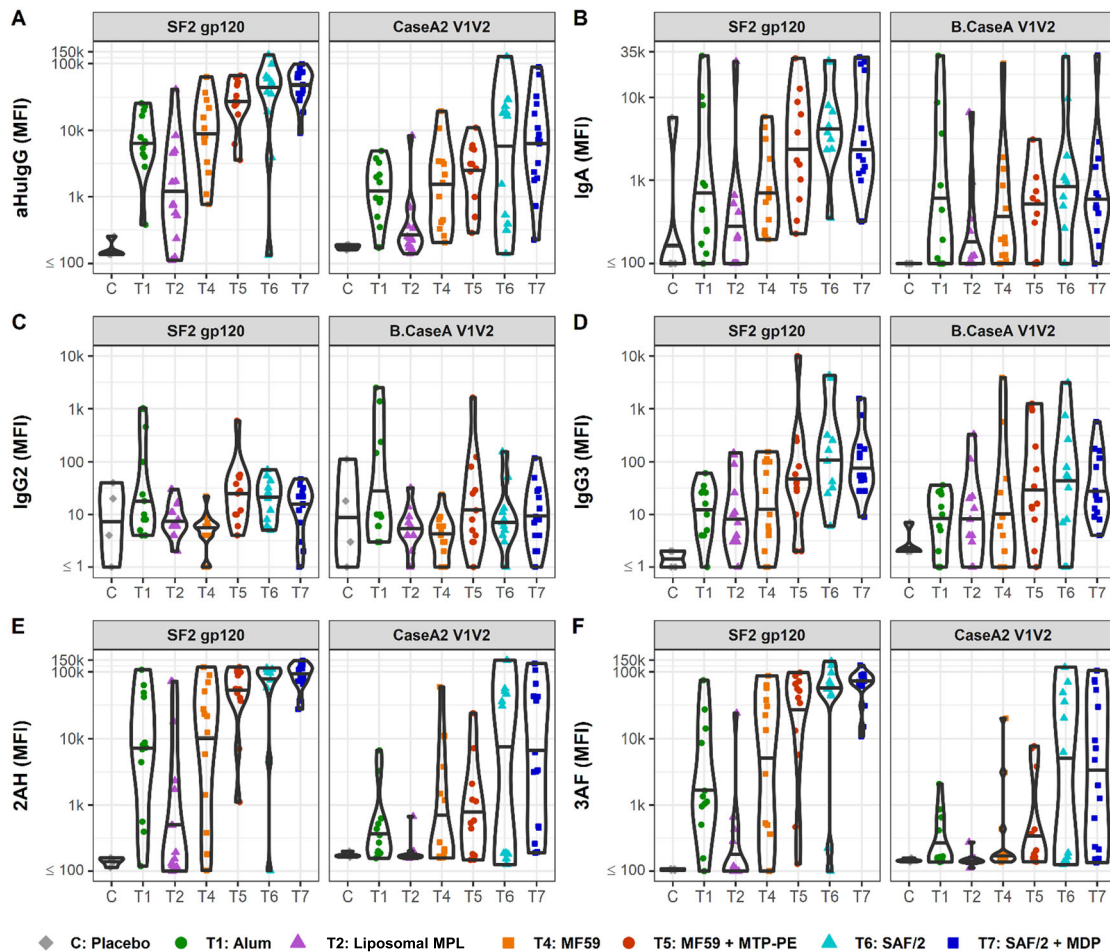 A
SF2 gp120
CaseA2 V1V2
aHuIgG (MFI)
150k
100k
10k
1k
≤ 100
C T1 T2 T4 T5 T6 T7
C T1 T2 T4 T5 T6 T7
B
SF2 gp120
B.CaseA V1V2
IgA (MFI)
35k
10k
1k
≤ 100
C T1 T2 T4 T5 T6 T7
C T1 T2 T4 T5 T6 T7
C
SF2 gp120
B.CaseA V1V2
IgG2 (MFI)
10k
1k
100
10
≤ 1
C T1 T2 T4 T5 T6 T7
C T1 T2 T4 T5 T6 T7
D
SF2 gp120
B.CaseA V1V2
IgG3 (MFI)
10k
1k
100
10
≤ 1
C T1 T2 T4 T5 T6 T7
C T1 T2 T4 T5 T6 T7
E
SF2 gp120
CaseA2 V1V2
2AH (MFI)
150k
100k
10k
1k
≤ 100
C T1 T2 T4 T5 T6 T7
C T1 T2 T4 T5 T6 T7
F
SF2 gp120
CaseA2 V1V2
3AF (MFI)
150k
100k
10k
1k
≤ 100
C T1 T2 T4 T5 T6 T7
C T1 T2 T4 T5 T6 T7
C: Placebo T1: Alum T2: Liposomal MPL T4: MF59 T5: MF59 + MTP-PE T6: SAF/2 T7: SAF/2 + MDP